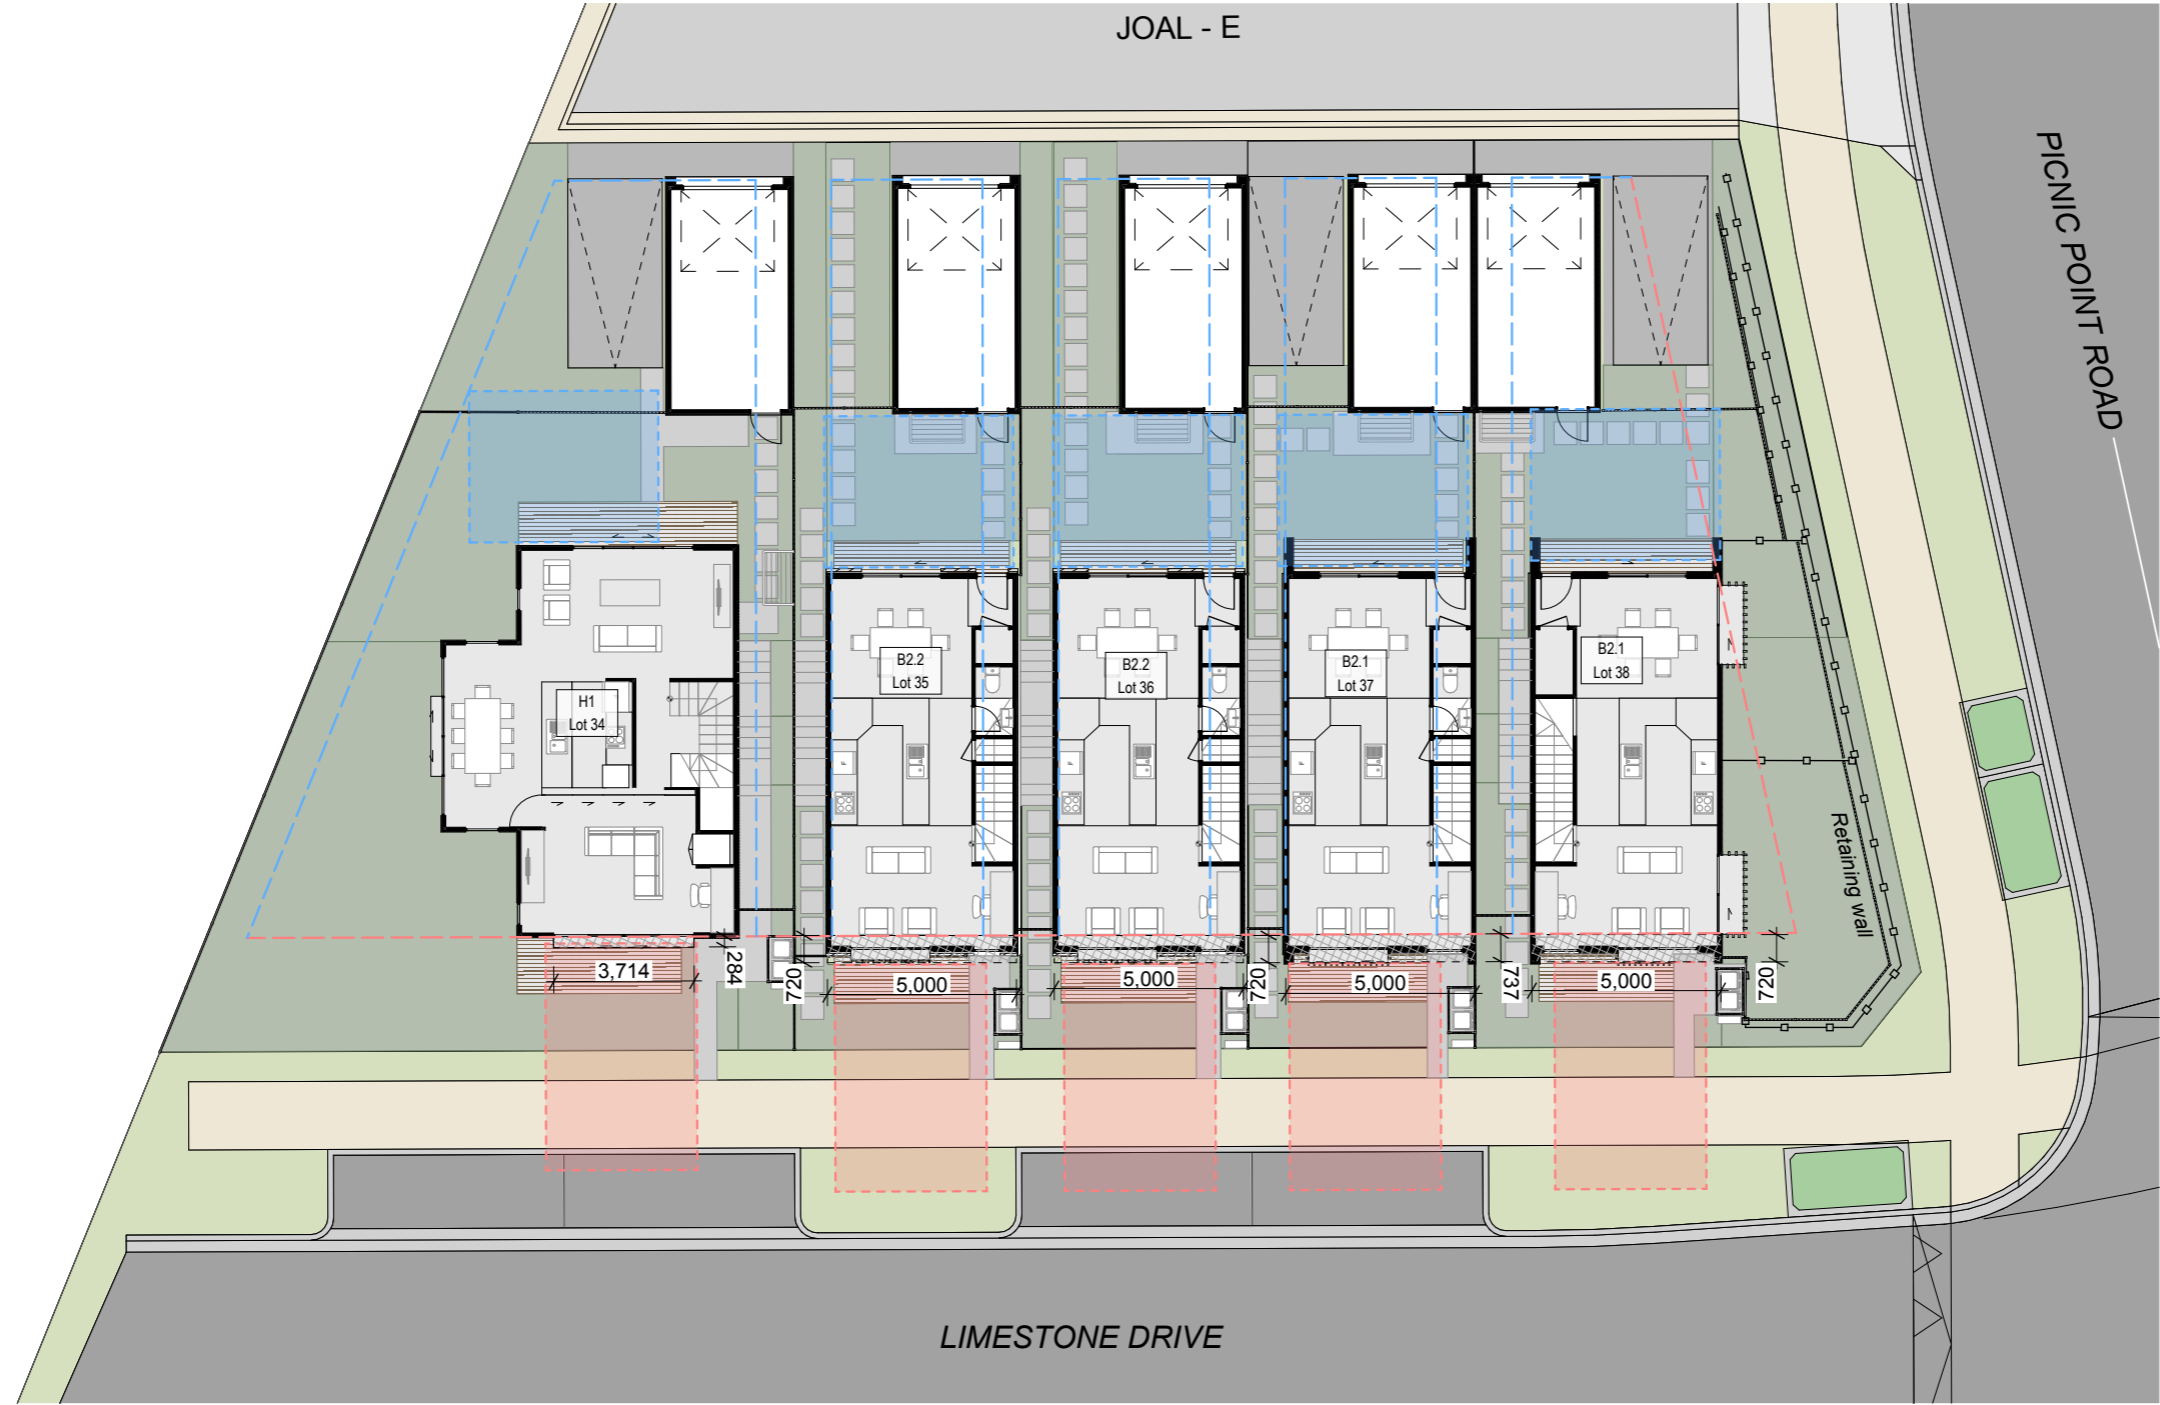 JOAL - E
PICNIC POINT ROAD
B2.2
Lot 35
B2.2
Lot 36
B2.1
Lot 37
B2.1
Lot 38
H1
Lot 34
F
F
F
F
Retaining wall
3,714
284
720
5,000
5,000
720
5,000
737
5,000
720
LIMESTONE DRIVE